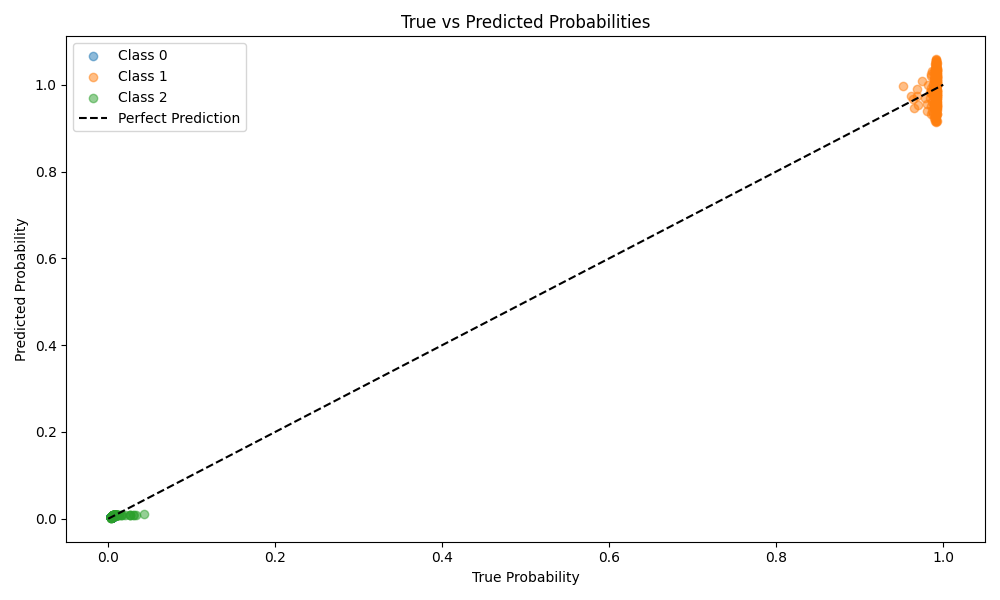 True vs Predicted Probabilities
Class 0
Class 1
Class 2
Perfect Prediction
Predicted Probability
1.0
0.8
0.6
0.4
0.2
0.0
0.0 0.2 0.4 0.6 0.8 1.0
True Probability